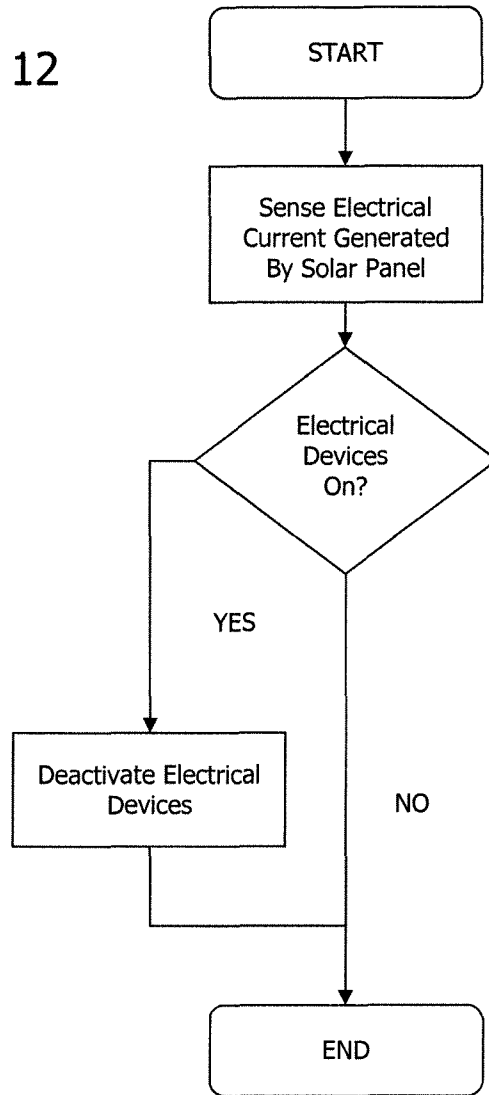 12
START
Sense Electrical
Current Generated
By Solar Panel
Electrical
Devices
On?
YES
Deactivate Electrical
Devices
NO
END